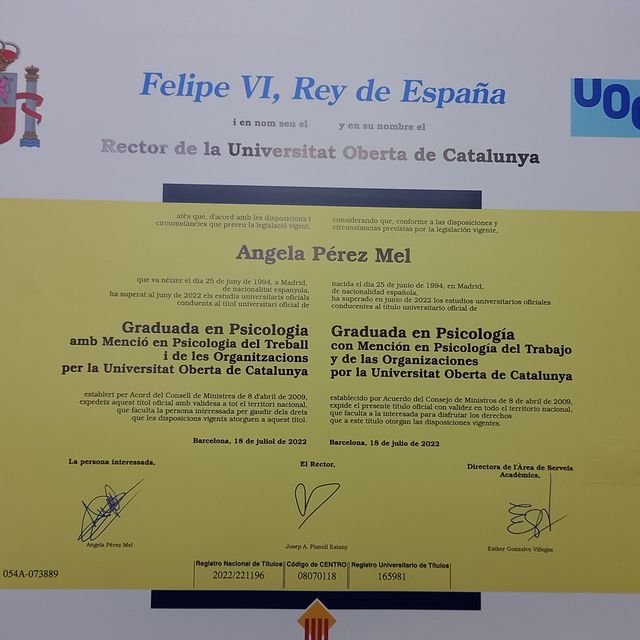 Felipe VI, Rey de España
i en nom seu el y en su nombre el
Rector de la Universitat Oberta de Catalunya
UOC
atès que, d'acord amb les disposicions i
circumstàncies que preveu la legislació vigent,
considerando que, conforme a las disposiciones y
circunstancias previstas por la legislación vigente,
Angela Pérez Mel
que va néixer el dia 25 de juny de 1994, a Madrid,
de nacionalitat espanyola,
ha superat al juny de 2022 els estudis universitaris oficials
conduents al títol universitari oficial de
nacida el día 25 de junio de 1994, en Madrid,
de nacionalidad española,
ha superado en junio de 2022 los estudios universitarios oficiales
conducentes al título universitario oficial de
Graduada en Psicologia
amb Menció en Psicologia del Treball
i de les Organitzacions
per la Universitat Oberta de Catalunya
Graduada en Psicología
con Mención en Psicología del Trabajo
y de las Organizaciones
por la Universitat Oberta de Catalunya
establert per Acord del Consell de Ministres de 8 d'abril de 2009,
expedeix aquest títol oficial amb validesa a tot el territori nacional,
que faculta la persona interessada per gaudir dels drets
que les disposicions vigents atorguen a aquest títol.
establecido por Acuerdo del Consejo de Ministros de 8 de abril de 2009,
expide el presente título oficial con validez en todo el territorio nacional,
que faculta a la interesada para disfrutar los derechos
que a este título otorgan las disposiciones vigentes.
Barcelona, 18 de juliol de 2022
Barcelona, 18 de julio de 2022
La persona interessada,
El Rector,
Directora de l'Àrea de Serveis
Acadèmics,
Angela Pérez Mel
Josep A. Planell Estany
Esther Gonzalvo Villegas
054A-073889
Registro Nacional de Títulos Código de CENTRO Registro Universitario de Títulos
2022/221196 08070118 165981